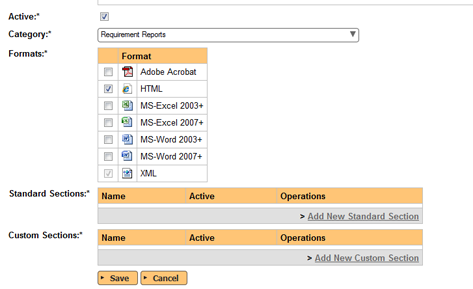 Active:*
Category:* Requirement Reports
Formats:* Format
Adobe Acrobat
HTML
MS-Excel 2003+
MS-Excel 2007+
MS-Word 2003+
MS-Word 2007+
XML
Standard Sections:* Name Active Operations
> Add New Standard Section
Custom Sections:* Name Active Operations
> Add New Custom Section
Save Cancel